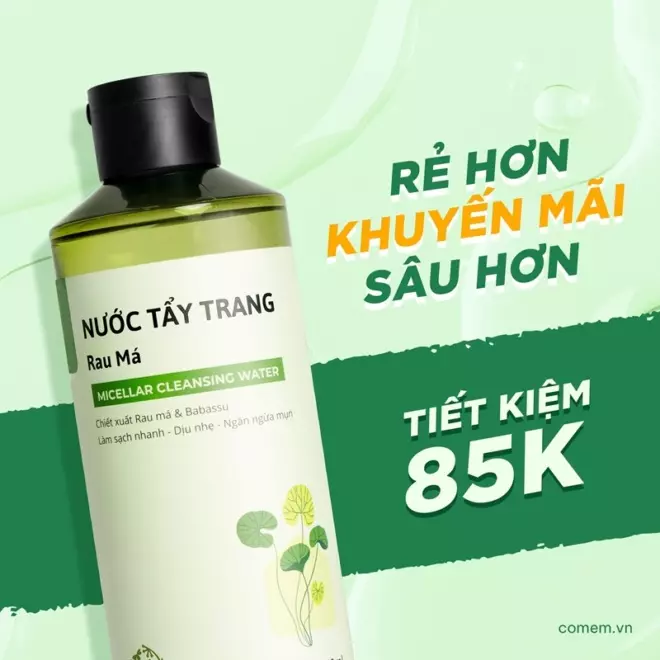 RẺ HƠN
KHUYẾN MÃI
SÂU HƠN
TIẾT KIỆM
85K
NƯỚC TẨY TRANG
Rau Má
MICELLAR CLEANSING WATER
Chiết xuất Rau má & Babassu
Làm sạch nhanh - Dịu nhẹ - Ngăn ngừa mụn
comem.vn